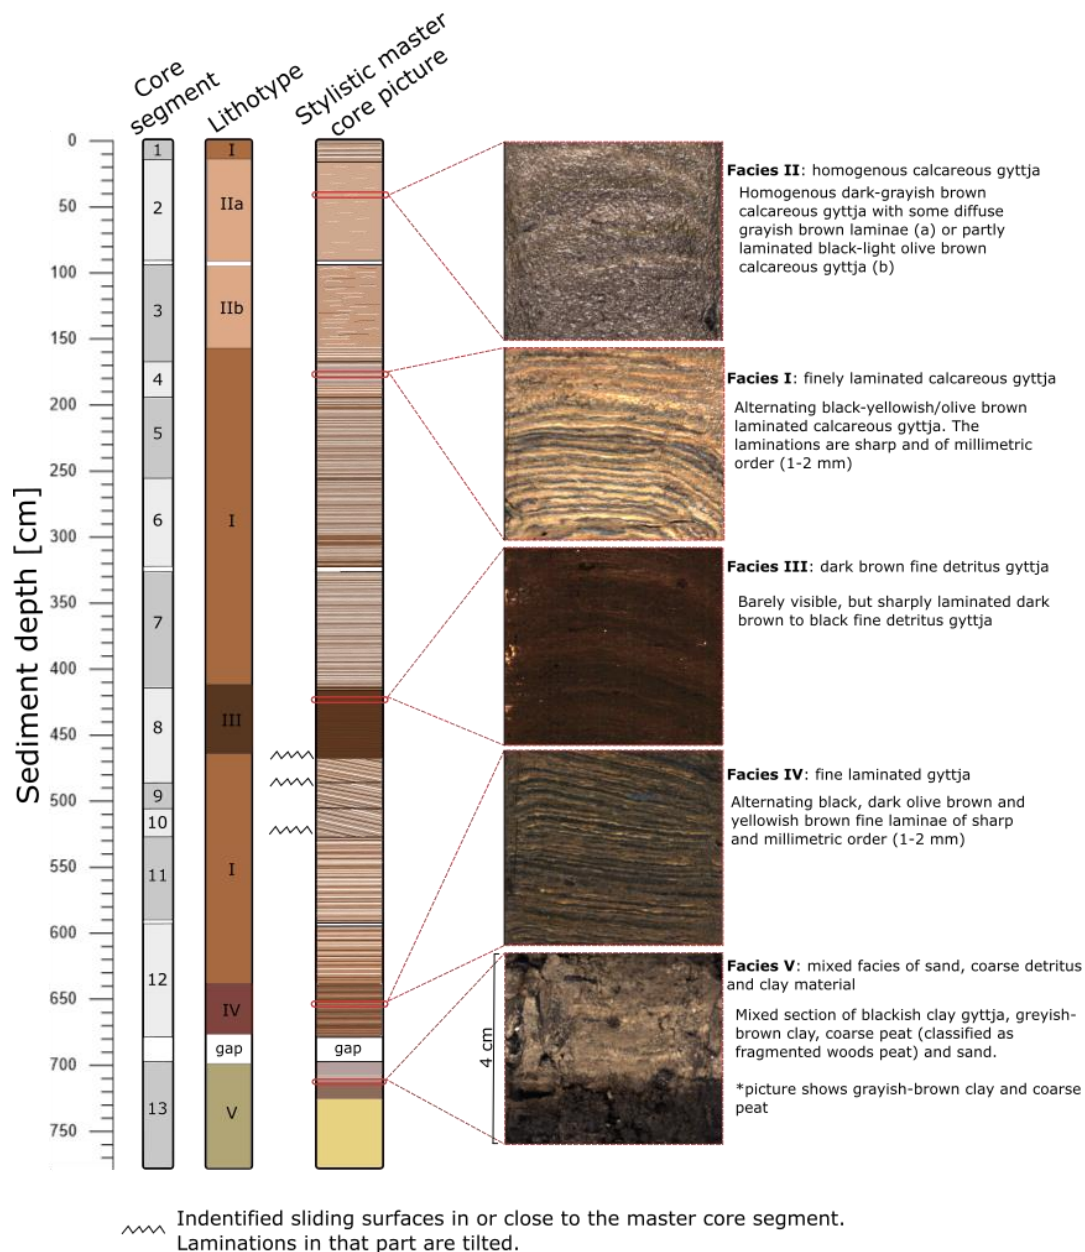 Core
segment
Lithotype
Stylistic master
core picture
Sediment depth [cm]
0
50
100
150
200
250
300
350
400
450
500
550
600
650
700
750
1
2
3
4
5
6
7
8
9
10
11
12
13
I
IIa
IIb
I
III
I
IV
gap
V
gap
Facies II: homogenous calcareous gyttja
Homogenous dark-grayish brown
calcareous gyttja with some diffuse
grayish brown laminae (a) or partly
laminated black-light olive brown
calcareous gyttja (b)
Facies I: finely laminated calcareous gyttja
Alternating black-yellowish/olive brown
laminated calcareous gyttja. The
laminations are sharp and of millimetric
order (1-2 mm)
Facies III: dark brown fine detritus gyttja
Barely visible, but sharply laminated dark
brown to black fine detritus gyttja
Facies IV: fine laminated gyttja
Alternating black, dark olive brown and
yellowish brown fine laminae of sharp
and millimetric order (1-2 mm)
4 cm
Facies V: mixed facies of sand, coarse detritus
and clay material
Mixed section of blackish clay gyttja, greyish-
brown clay, coarse peat (classified as
fragmented woods peat) and sand.
*picture shows grayish-brown clay and coarse
peat
Indentified sliding surfaces in or close to the master core segment.
Laminations in that part are tilted.